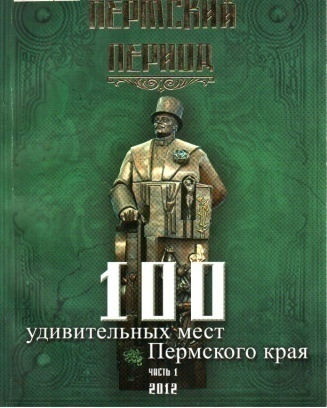 ПЕРМСКИЙ
ПЕРИОД
100
удивительных мест
Пермского края
ЧАСТЬ 1
2012